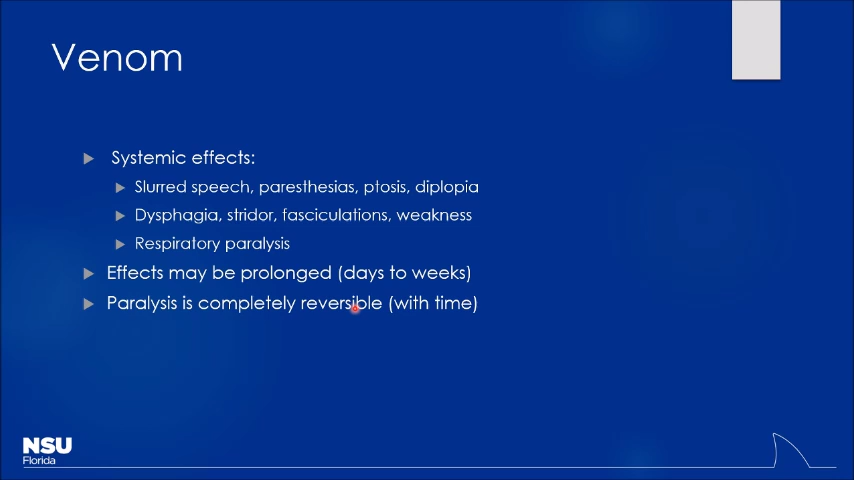 Venom
Systemic effects:
Slurred speech, paresthesias, ptosis, diplopia
Dysphagia, stridor, fasciculations, weakness
Respiratory paralysis
Effects may be prolonged (days to weeks)
Paralysis is completely reversible (with time)
NSU
Florida